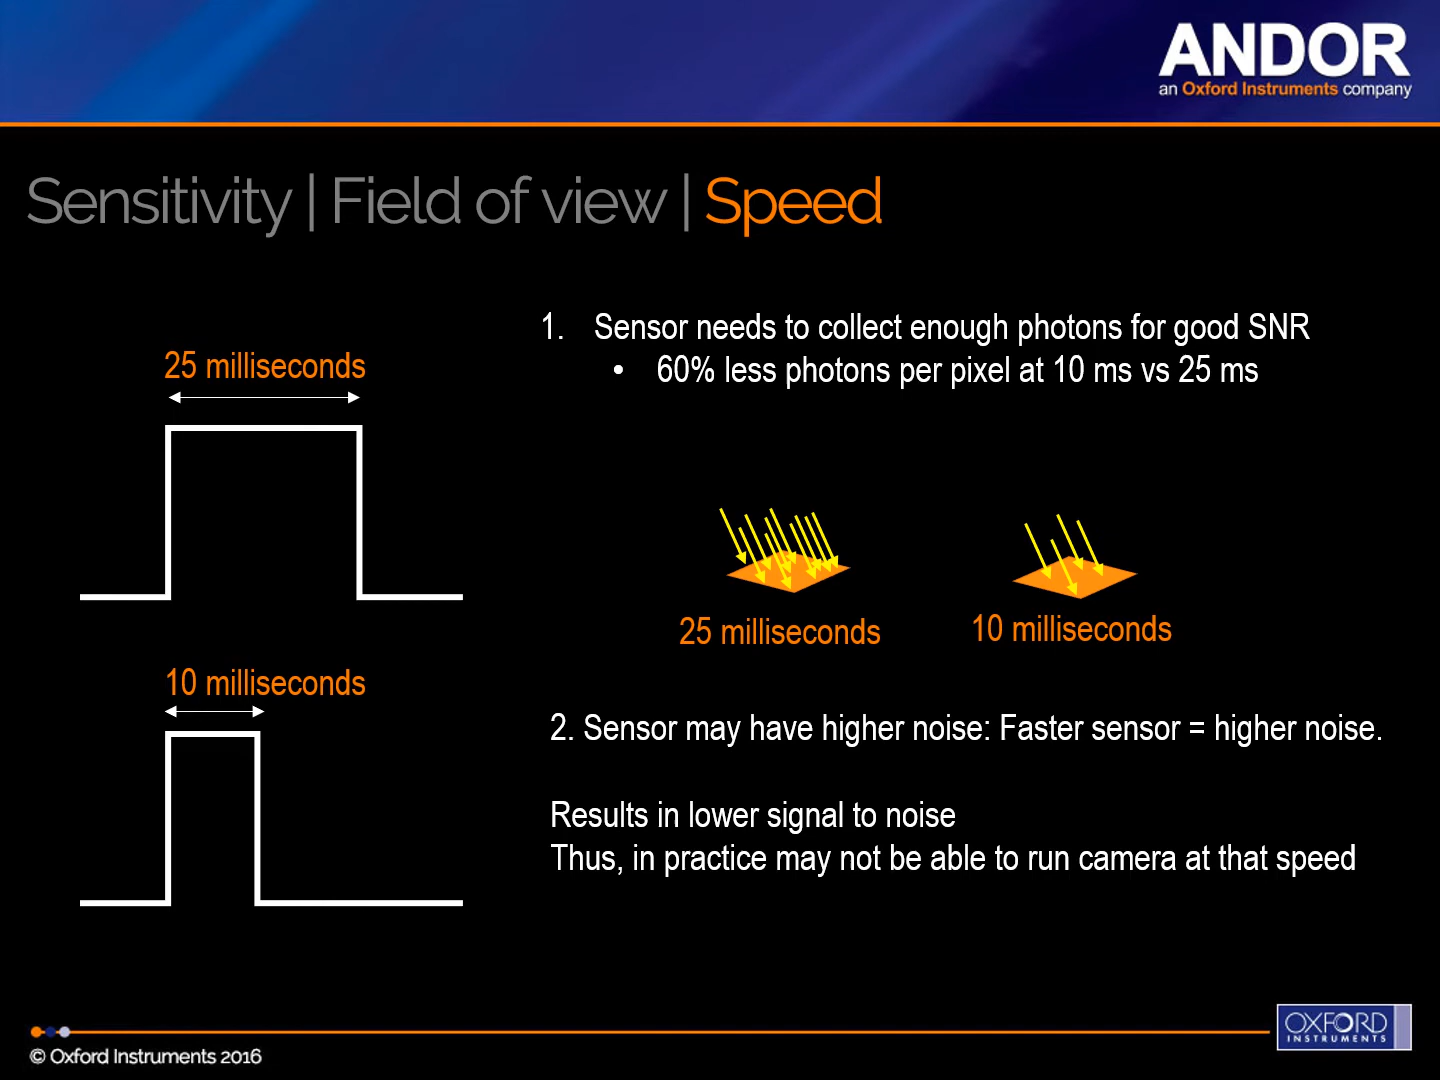 ANDOR
an Oxford Instruments company
Sensitivity | Field of view | Speed
1. Sensor needs to collect enough photons for good SNR
• 60% less photons per pixel at 10 ms vs 25 ms
25 milliseconds
25 milliseconds
10 milliseconds
10 milliseconds
2. Sensor may have higher noise: Faster sensor = higher noise.
Results in lower signal to noise
Thus, in practice may not be able to run camera at that speed
OXFORD
INSTRUMENTS
© Oxford Instruments 2016